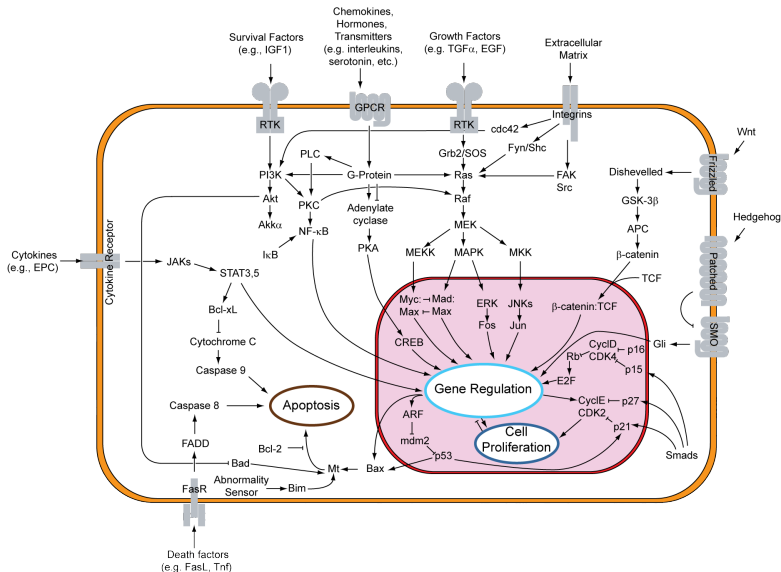 Chemokines,
Hormones,
Transmitters
(e.g. interleukins,
serotonin, etc.)
Survival Factors
(e.g., IGF1)
Growth Factors
(e.g. TGFα, EGF)
Extracellular
Matrix
RTK
GPCR
RTK
Integrins
cdc42
Wnt
PLC
Grb2/SOS
Fyn/Shc
Frizzled
PI3K
G-Protein
Ras
FAK
Src
Dishevelled
GSK-3β
Akt
PKC
Adenylate
cyclase
Raf
Akkα
NF-κB
MEK
APC
Hedgehog
IκB
PKA
MEKK
MAPK
MKK
β-catenin
TCF
Cytokines
(e.g., EPC)
Cytokine Receptor
JAKs
STAT3,5
Patched
Myc:
Max
Mad:
Max
ERK
Fos
JNKs
Jun
β-catenin:TCF
Bcl-xL
Cytochrome C
Caspase 9
CREB
SMO
Gli
CyclD
CDK4
p16
p15
Rb
E2F
Gene Regulation
Apoptosis
Caspase 8
FADD
ARF
mdm2
p53
CyclE
CDK2
p27
p21
Cell
Proliferation
Smads
Bcl-2
Bad
Mt
Bax
FasR
Abnormality
Sensor
Bim
Death factors
(e.g. FasL, Tnf)